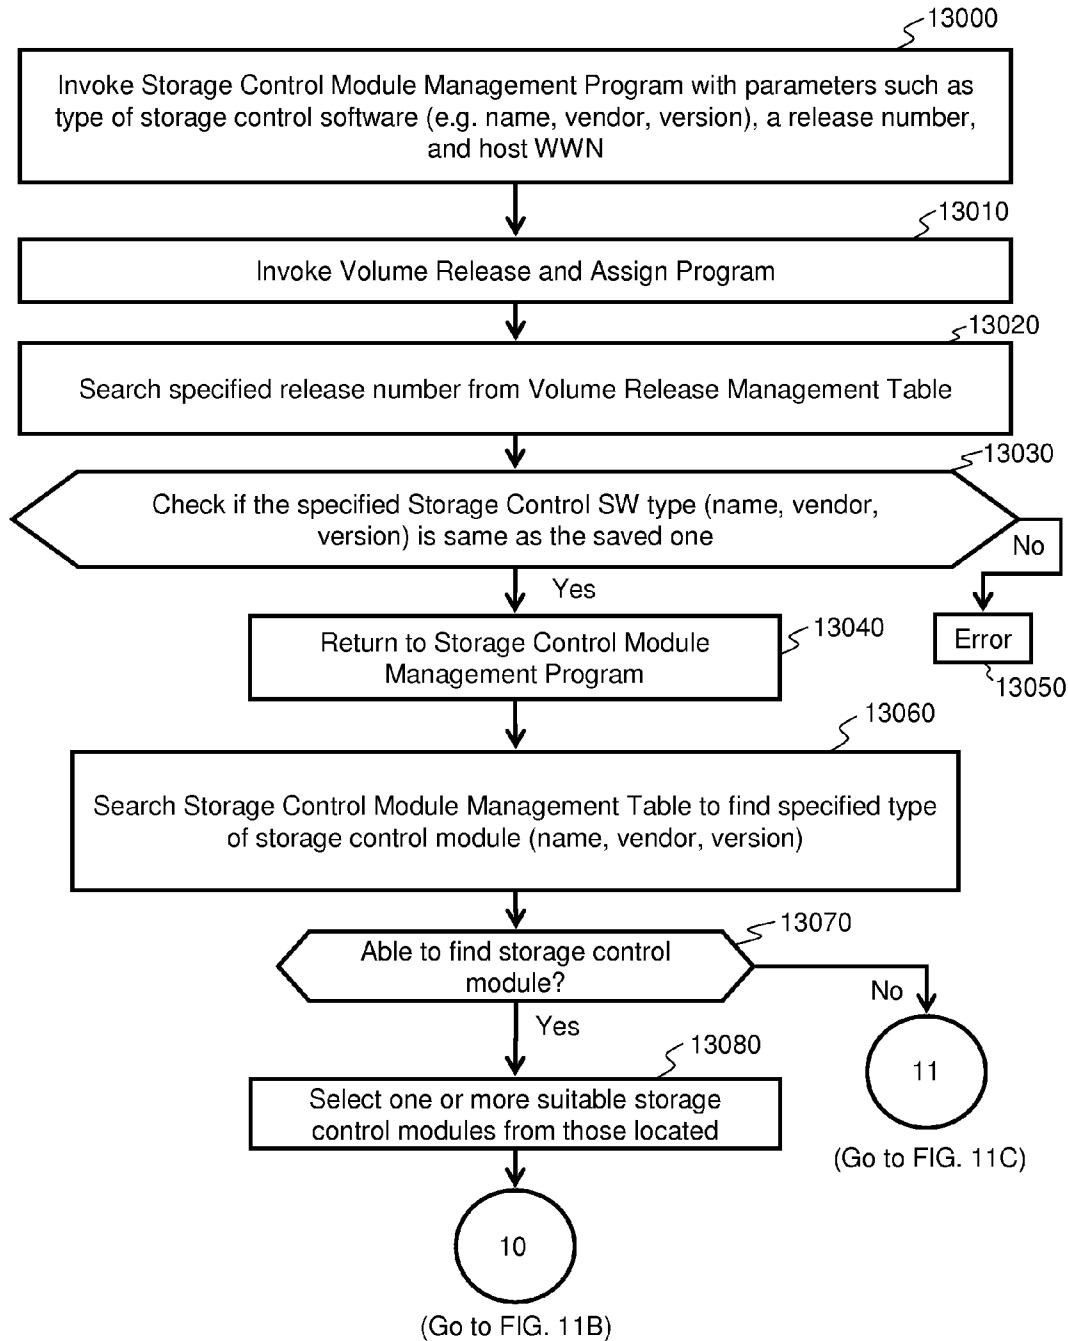 13000
Invoke Storage Control Module Management Program with parameters such as
type of storage control software (e.g. name, vendor, version), a release number,
and host WWN
13010
Invoke Volume Release and Assign Program
13020
Search specified release number from Volume Release Management Table
13030
Check if the specified Storage Control SW type (name, vendor,
version) is same as the saved one
No
Yes
Error
13050
13040
Return to Storage Control Module
Management Program
13060
Search Storage Control Module Management Table to find specified type
of storage control module (name, vendor, version)
13070
Able to find storage control
module?
No
Yes
11
(Go to FIG. 11C)
13080
Select one or more suitable storage
control modules from those located
10
(Go to FIG. 11B)